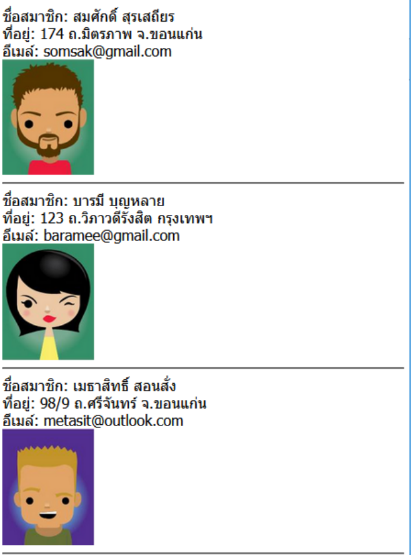 ชื่อสมาชิก: สมศักดิ์ สุรเสถียร
ที่อยู่: 174 ถ.มิตรภาพ จ.ขอนแก่น
อีเมล์: somsak@gmail.com
ชื่อสมาชิก: บารมี บุญหลาย
ที่อยู่: 123 ถ.วิภาวดีรังสิต กรุงเทพฯ
อีเมล์: baramee@gmail.com
ชื่อสมาชิก: เมธาสิทธิ์ สอนสั่ง
ที่อยู่: 98/9 ถ.ศรีจันทร์ จ.ขอนแก่น
อีเมล์: metasit@outlook.com